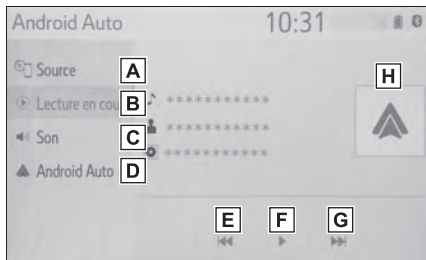 Android Auto 10:31
H
Source A
Lecture en cou B ***********
Son C ***********
***********
Android Auto D
E F G